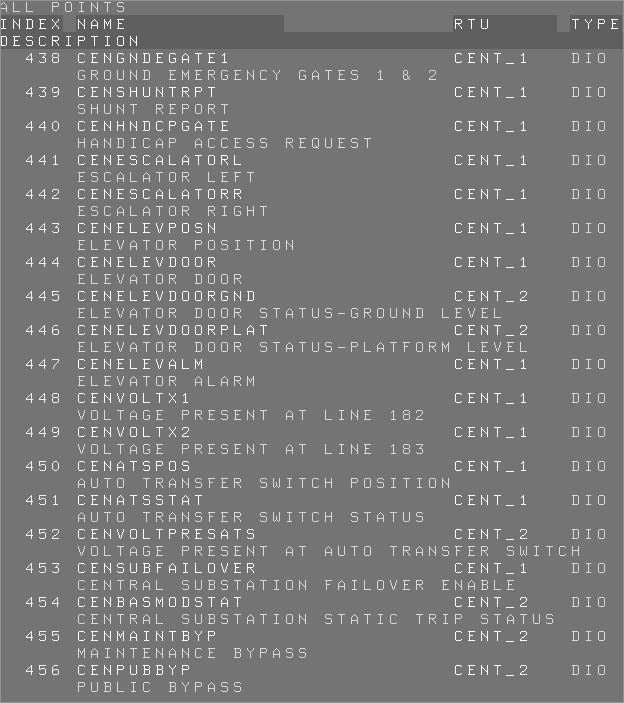 ALL POINTS
INDEX NAME RTU TYPE
DESCRIPTION
438 CENGNDEGATE1 CENT_1 DIO
GROUND EMERGENCY GATES 1 & 2
439 CENSHUNTRPT CENT_1 DIO
SHUNT REPORT
440 CENHNDCPGATE CENT_1 DIO
HANDICAP ACCESS REQUEST
441 CENESCALATORL CENT_1 DIO
ESCALATOR LEFT
442 CENESCALATORR CENT_1 DIO
ESCALATOR RIGHT
443 CENELEVPOSN CENT_1 DIO
ELEVATOR POSITION
444 CENELEVDOOR CENT_1 DIO
ELEVATOR DOOR
445 CENELEVDOORGND CENT_2 DIO
ELEVATOR DOOR STATUS-GROUND LEVEL
446 CENELEVDOORPLAT CENT_2 DIO
ELEVATOR DOOR STATUS-PLATFORM LEVEL
447 CENELEVALM CENT_1 DIO
ELEVATOR ALARM
448 CENVOLTX1 CENT_1 DIO
VOLTAGE PRESENT AT LINE 182
449 CENVOLTX2 CENT_1 DIO
VOLTAGE PRESENT AT LINE 183
450 CENATSPOS CENT_1 DIO
AUTO TRANSFER SWITCH POSITION
451 CENATSSTAT CENT_1 DIO
AUTO TRANSFER SWITCH STATUS
452 CENVOLTPRESATS CENT_2 DIO
VOLTAGE PRESENT AT AUTO TRANSFER SWITCH
453 CENSUBFAILOVER CENT_1 DIO
CENTRAL SUBSTATION FAILOVER ENABLE
454 CENBASMODSTAT CENT_2 DIO
CENTRAL SUBSTATION STATIC TRIP STATUS
455 CENMAINTBYP CENT_2 DIO
MAINTENANCE BYPASS
456 CENPUBBYP CENT_2 DIO
PUBLIC BYPASS